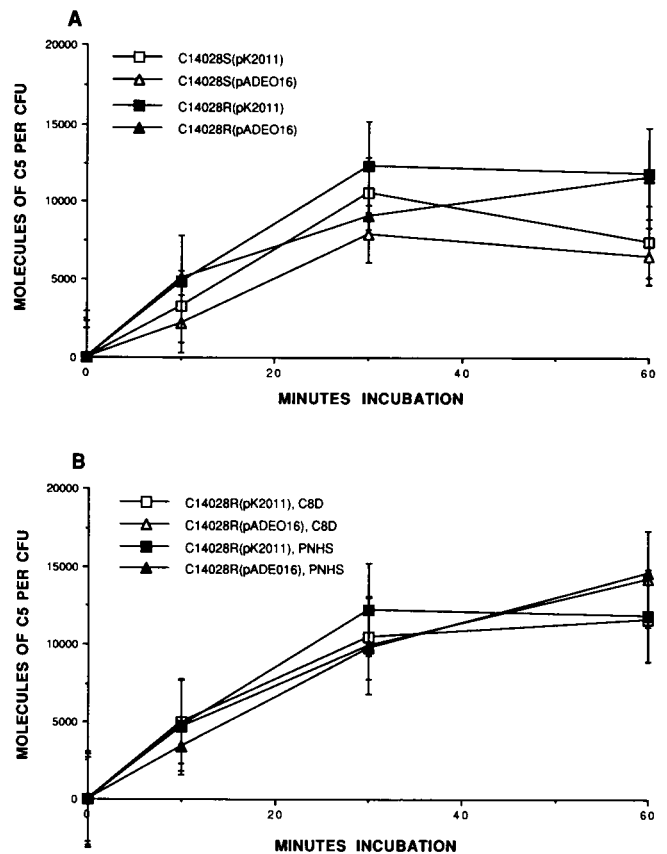 A
20000
15000
10000
5000
0
MOLECULES OF C5 PER CFU
C14028S(pK2011)
C14028S(pADEO16)
C14028R(pK2011)
C14028R(pADEO16)
0
20
40
60
MINUTES INCUBATION
B
20000
15000
10000
5000
0
MOLECULES OF C5 PER CFU
C14028R(pK2011), C8D
C14028R(pADEO16), C8D
C14028R(pK2011), PNHS
C14028R(pADE016), PNHS
0
20
40
60
MINUTES INCUBATION